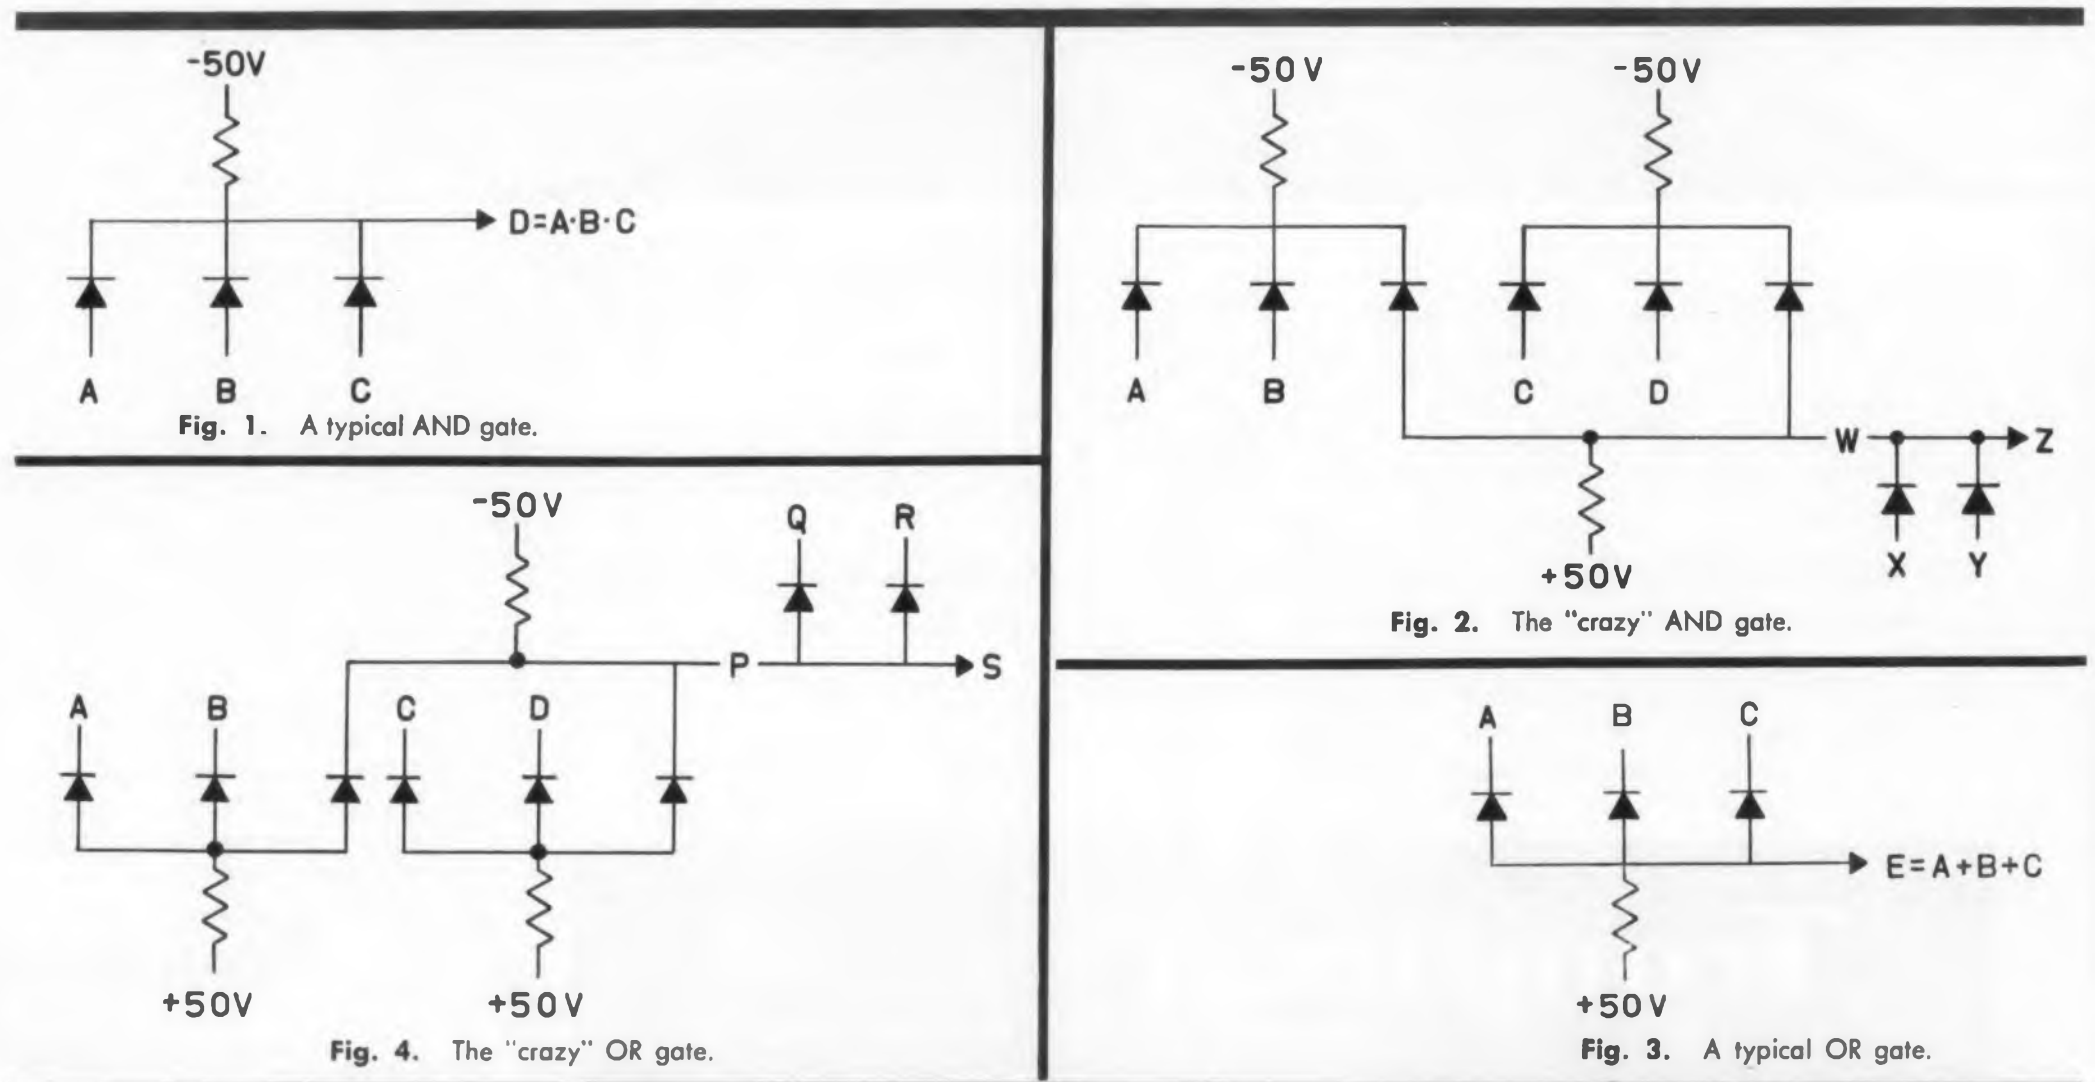 -50V
D=A·B·C
A B C
Fig. 1. A typical AND gate.
-50V -50V
A B C D
W Z
X Y
+50V
Fig. 2. The "crazy" AND gate.
-50V
Q R
P S
A B C D
+50V +50V
Fig. 4. The "crazy" OR gate.
A B C
E=A+B+C
+50V
Fig. 3. A typical OR gate.